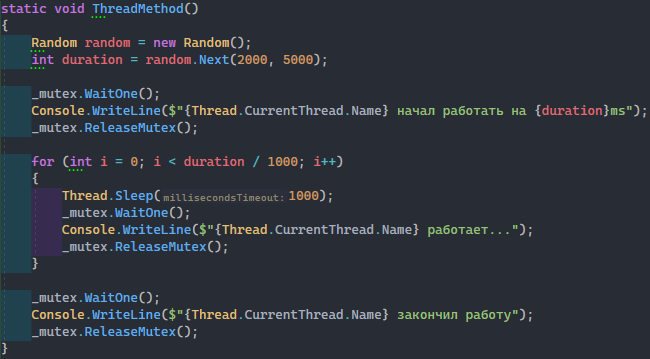 static void ThreadMethod()
{
Random random = new Random();
int duration = random.Next(2000, 5000);
_mutex.WaitOne();
Console.WriteLine($"{Thread.CurrentThread.Name} начал работать на {duration}ms");
_mutex.ReleaseMutex();
for (int i = 0; i < duration / 1000; i++)
{
Thread.Sleep(millisecondsTimeout: 1000);
_mutex.WaitOne();
Console.WriteLine($"{Thread.CurrentThread.Name} работает...");
_mutex.ReleaseMutex();
}
_mutex.WaitOne();
Console.WriteLine($"{Thread.CurrentThread.Name} закончил работу");
_mutex.ReleaseMutex();
}